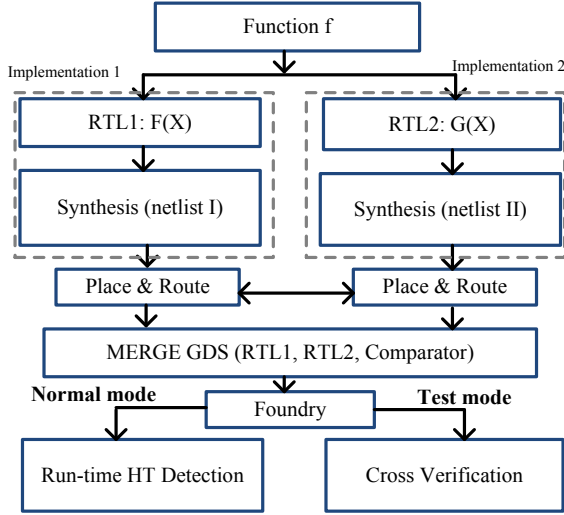 Function f
Implementation 1
Implementation 2
RTL1: F(X)
RTL2: G(X)
Synthesis (netlist I)
Synthesis (netlist II)
Place & Route
Place & Route
MERGE GDS (RTL1, RTL2, Comparator)
Normal mode
Foundry
Test mode
Run-time HT Detection
Cross Verification